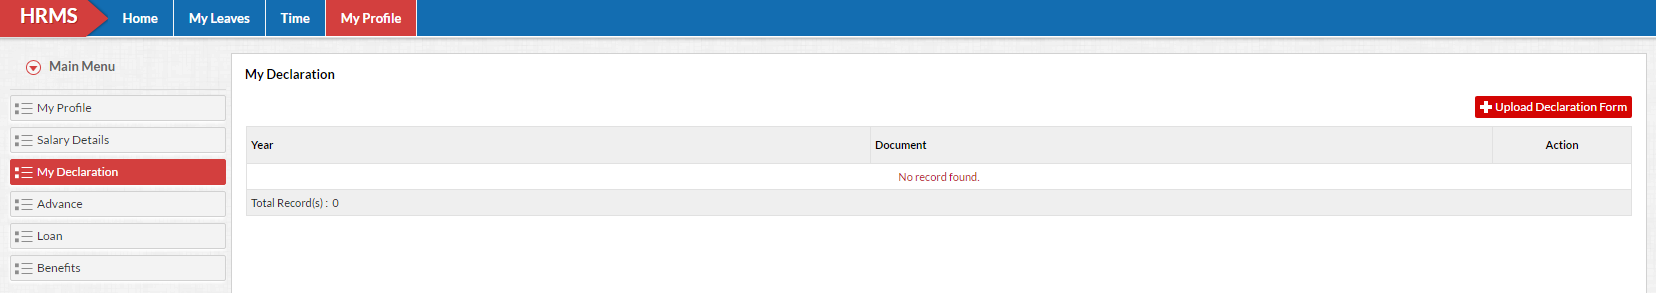 HRMS Home My Leaves Time My Profile
Main Menu
My Profile
Salary Details
My Declaration
Advance
Loan
Benefits
My Declaration
Upload Declaration Form
Year Document Action
No record found.
Total Record(s) : 0